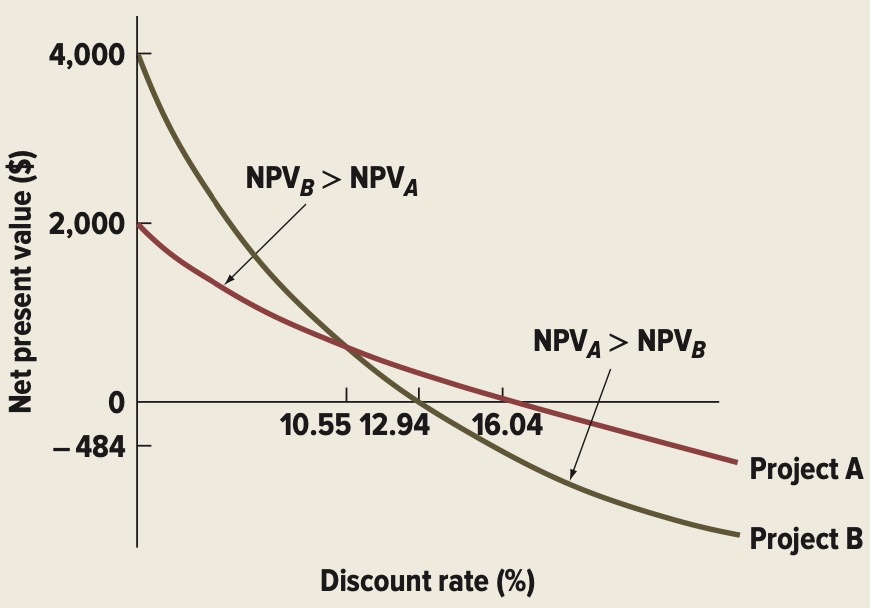 4,000
NPV_B > NPV_A
2,000
Net present value ($)
NPV_A > NPV_B
0
10.55 12.94 16.04
–484
Project A
Project B
Discount rate (%)